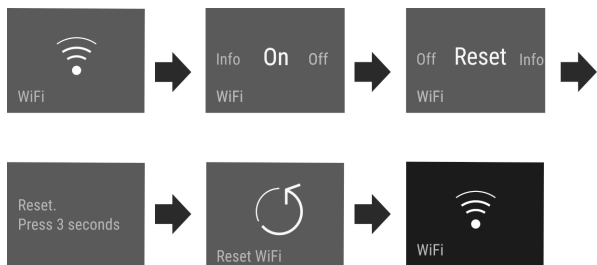 WiFi
Info On Off
WiFi
Off Reset Info
WiFi
Reset.
Press 3 seconds
Reset WiFi
WiFi